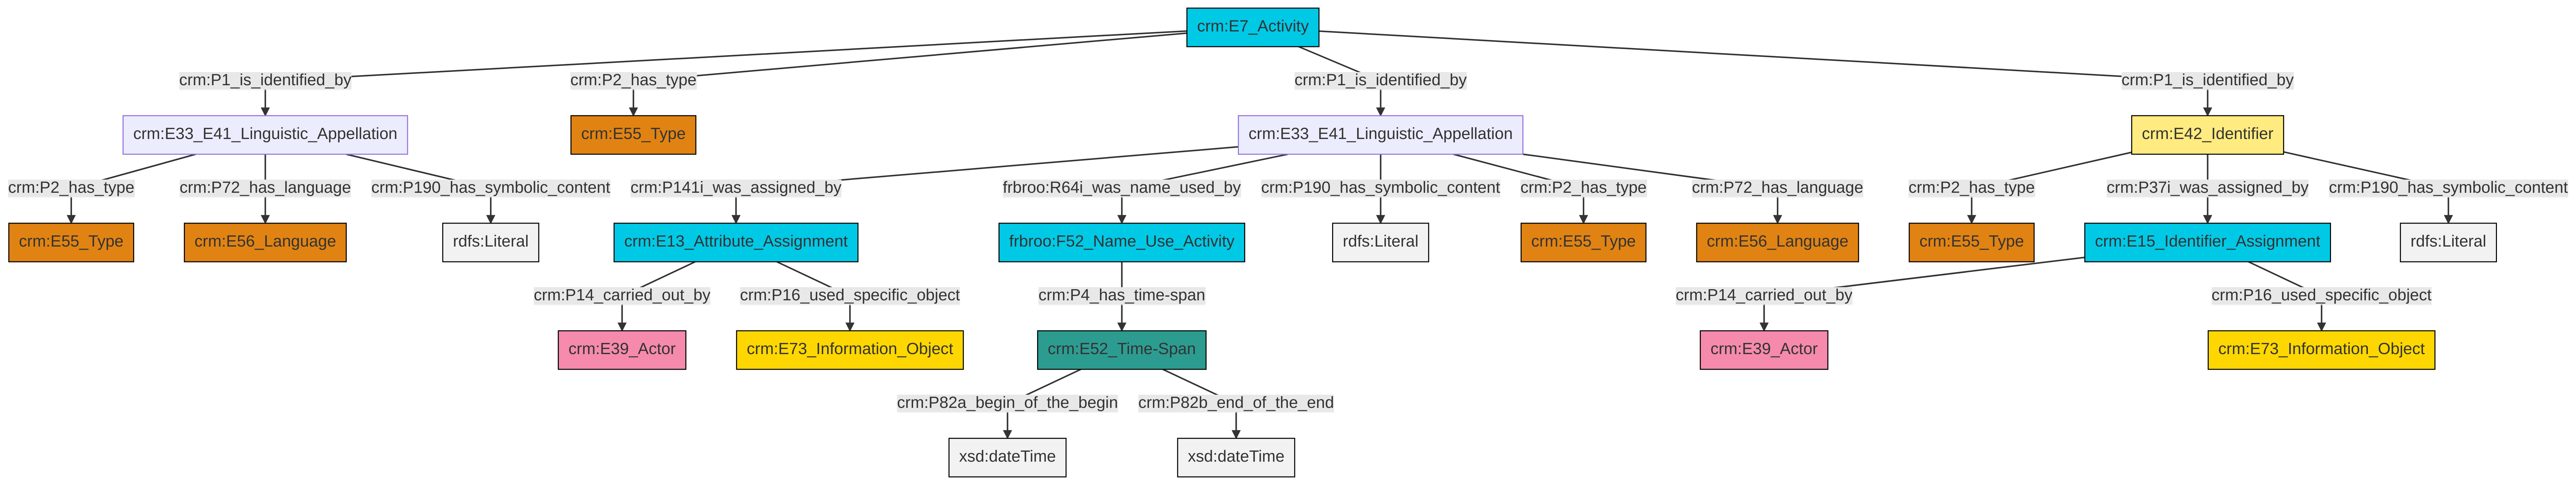 crm:E7_Activity
crm:P1_is_identified_by
crm:P2_has_type
crm:P1_is_identified_by
crm:P1_is_identified_by
crm:E33_E41_Linguistic_Appellation
crm:E55_Type
crm:E33_E41_Linguistic_Appellation
crm:E42_Identifier
crm:P2_has_type
crm:P72_has_language
crm:P190_has_symbolic_content
crm:P141i_was_assigned_by
frbroo:R64i_was_name_used_by
crm:P190_has_symbolic_content
crm:P2_has_type
crm:P72_has_language
crm:P2_has_type
crm:P37i_was_assigned_by
crm:P190_has_symbolic_content
crm:E55_Type
crm:E56_Language
rdfs:Literal
crm:E13_Attribute_Assignment
frbroo:F52_Name_Use_Activity
rdfs:Literal
crm:E55_Type
crm:E56_Language
crm:E55_Type
crm:E15_Identifier_Assignment
rdfs:Literal
crm:P14_carried_out_by
crm:P16_used_specific_object
crm:P4_has_time-span
crm:P14_carried_out_by
crm:P16_used_specific_object
crm:E39_Actor
crm:E73_Information_Object
crm:E52_Time-Span
crm:E39_Actor
crm:E73_Information_Object
crm:P82a_begin_of_the_begin
crm:P82b_end_of_the_end
xsd:dateTime
xsd:dateTime